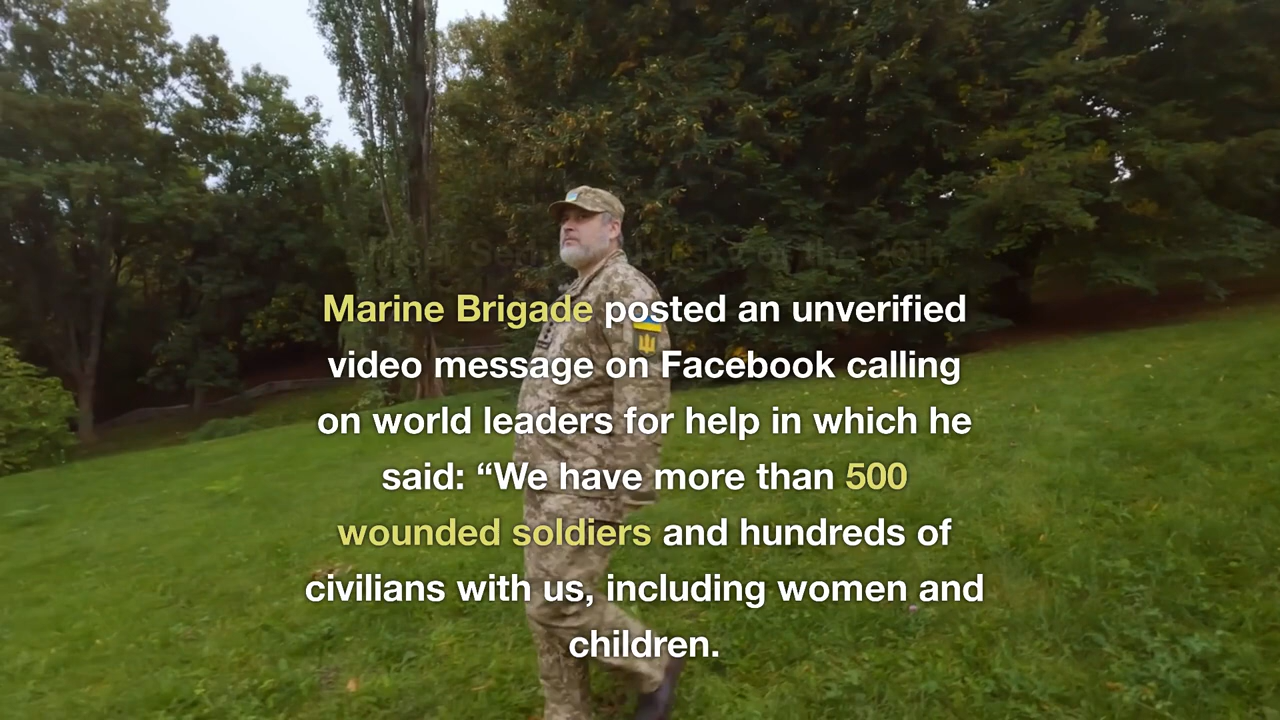 Marine Brigade posted an unverified
video message on Facebook calling
on world leaders for help in which he
said: “We have more than 500
wounded soldiers and hundreds of
civilians with us, including women and
children.